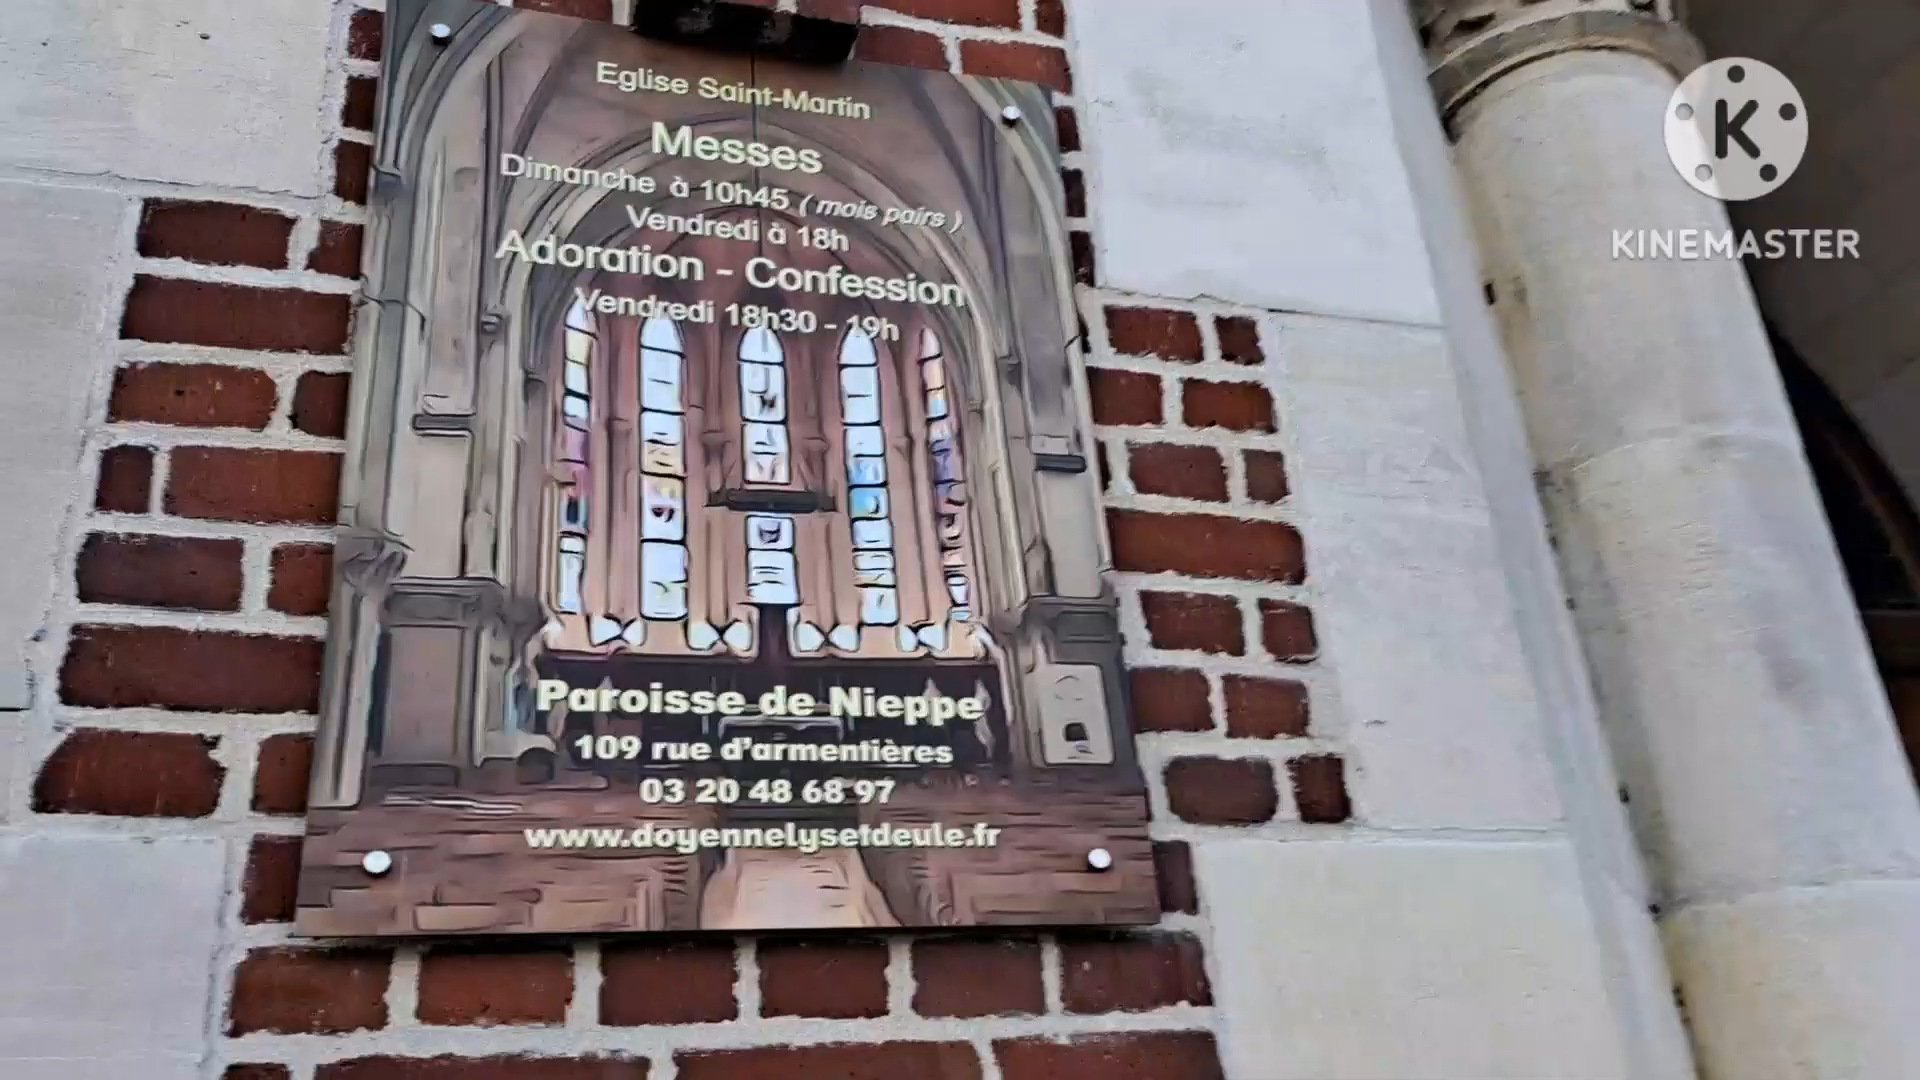 Eglise Saint-Martin
Messes
Dimanche à 10h45 ( mois pairs )
Vendredi à 18h
Adoration - Confession
Vendredi 18h30 - 19h
Paroisse de Nieppe
109 rue d'armentières
03 20 48 68 97
www.doyennelysetdeule.fr
K
KINEMASTER